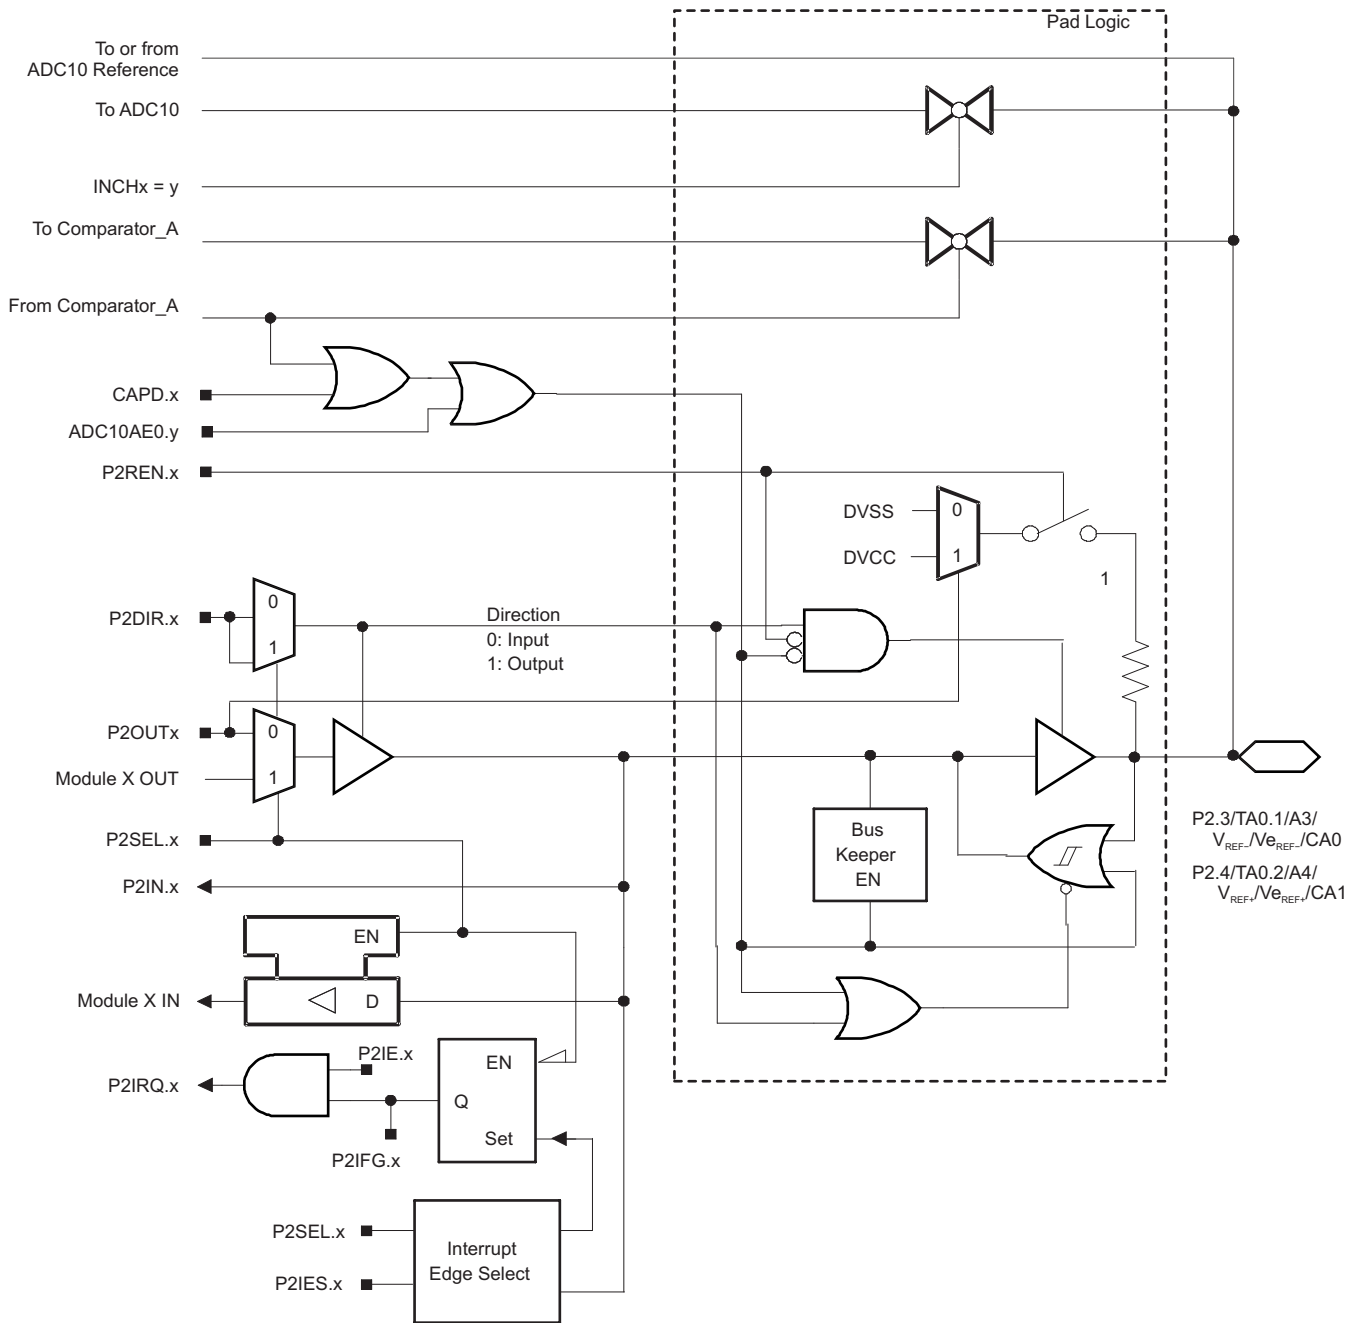 Pad Logic
To or from
ADC10 Reference
To ADC10
INCHx = y
To Comparator_A
From Comparator_A
CAPD.x
ADC10AE0.y
P2REN.x
DVSS
0
DVCC
1
1
P2DIR.x
0
1
Direction
0: Input
1: Output
P2OUTx
0
Module X OUT
1
P2SEL.x
P2IN.x
Bus
Keeper
EN
P2.3/TA0.1/A3/
VREF-/VeREF-/CA0
P2.4/TA0.2/A4/
VREF+/VeREF+/CA1
EN
Module X IN
D
P2IE.x
P2IRQ.x
EN
Q
Set
P2IFG.x
P2SEL.x
Interrupt
Edge Select
P2IES.x